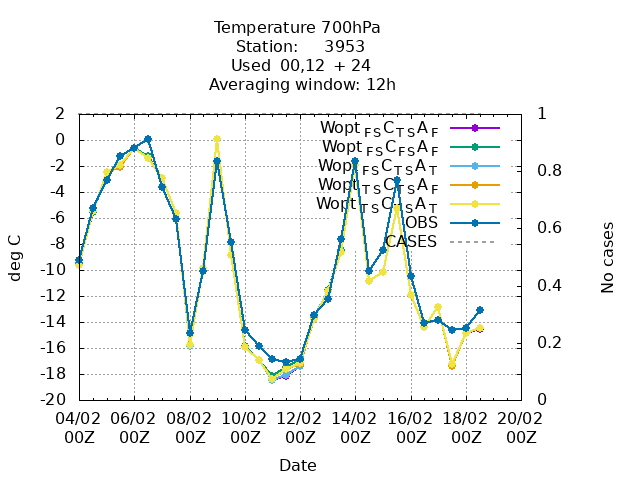 Temperature 700hPa
Station: 3953
Used 00,12 + 24
Averaging window: 12h
2 1
0
-2 0.8
-4
-6 0.6
-8
-10 0.4
-12
-14 0.2
-16
-18
-20 0
deg C
No cases
Wopt FS C TS A F
Wopt FS C FS A F
Wopt FS C TS A T
Wopt TS C TS A F
Wopt TS C TS A T
OBS
CASES
04/02 06/02 08/02 10/02 12/02 14/02 16/02 18/02 20/02
00Z 00Z 00Z 00Z 00Z 00Z 00Z 00Z 00Z
Date